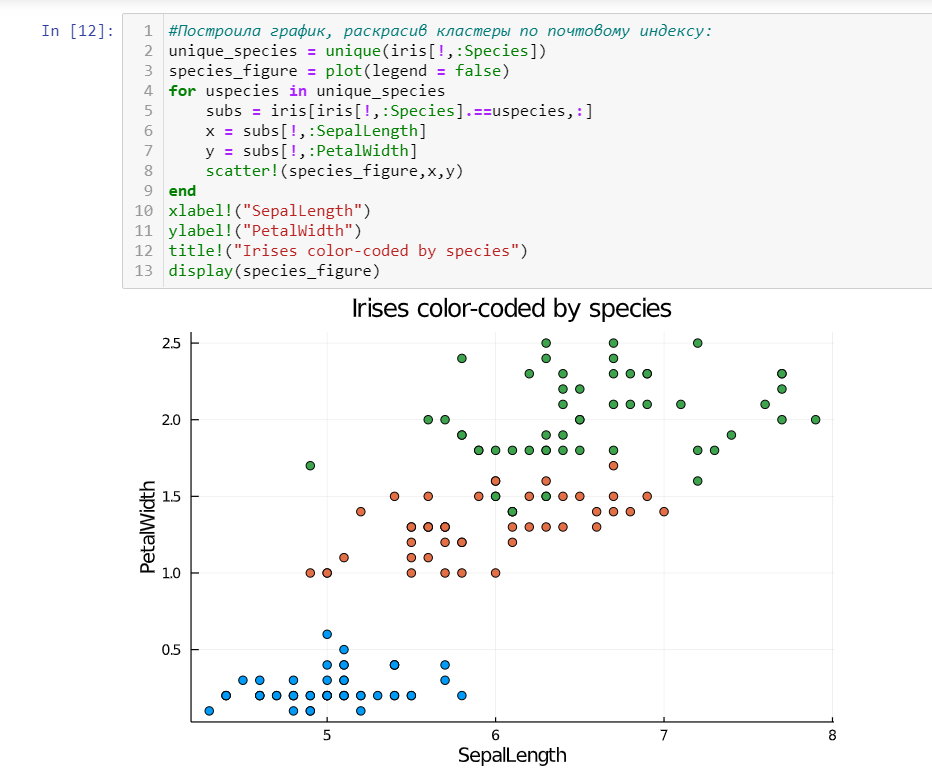 In [12]:
1 #Построила график, раскрасив кластеры по почтовому индексу:
2 unique_species = unique(iris[!,:Species])
3 species_figure = plot(legend = false)
4 for uspecies in unique_species
5     subs = iris[iris[!,:Species].==uspecies,:]
6     x = subs[!,:SepalLength]
7     y = subs[!,:PetalWidth]
8     scatter!(species_figure,x,y)
9 end
10 xlabel!("SepalLength")
11 ylabel!("PetalWidth")
12 title!("Irises color-coded by species")
13 display(species_figure)
Irises color-coded by species
2.5
2.0
1.5
1.0
0.5
PetalWidth
5 6 7 8
SepalLength